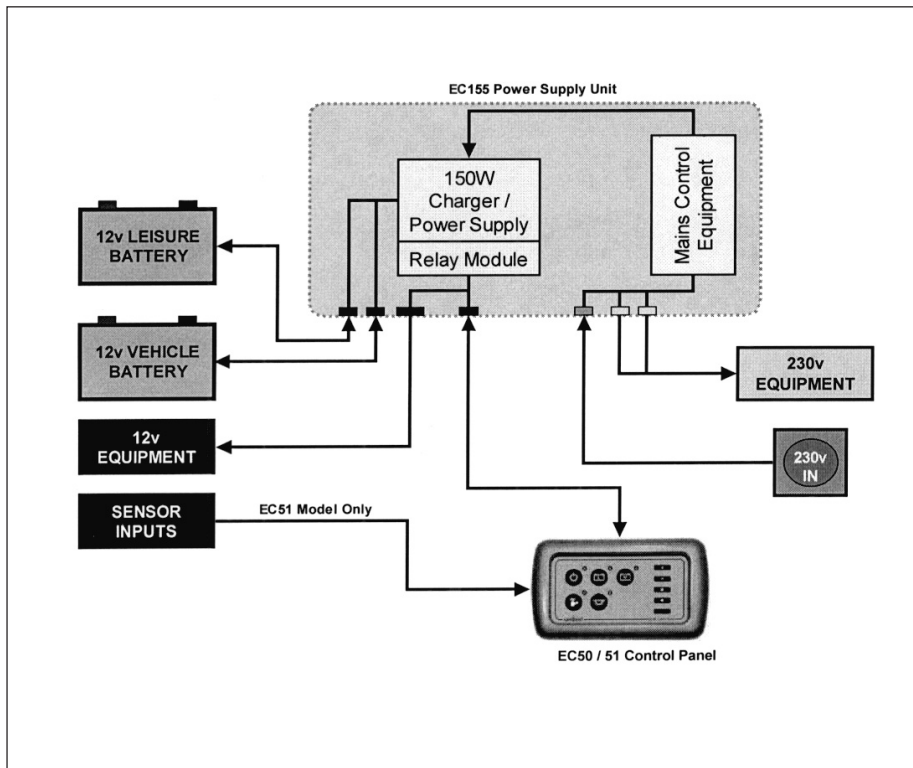 EC155 Power Supply Unit
150W
Charger /
Power Supply
Relay Module
Mains Control
Equipment
12v LEISURE
BATTERY
12v VEHICLE
BATTERY
12v
EQUIPMENT
SENSOR
INPUTS
EC51 Model Only
230v
EQUIPMENT
230v
IN
EC50 / 51 Control Panel